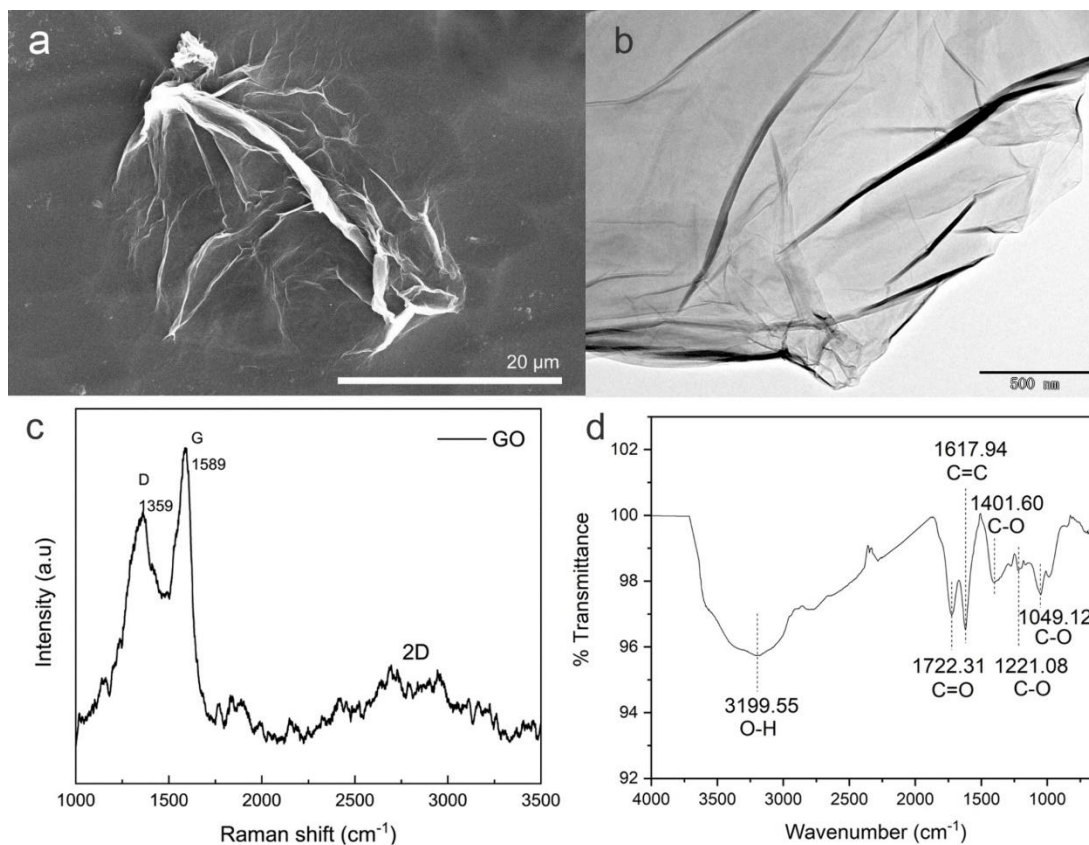 a
20 µm
b
500 nm
c
GO
D
1359
G
1589
2D
Intensity (a.u)
1000 1500 2000 2500 3000 3500
Raman shift (cm-1)
d
102
100
98
96
94
92
% Transmittance
1617.94
C=C
1401.60
C-O
1049.12
C-O
3199.55
O-H
1722.31
C=O
1221.08
C-O
4000 3500 3000 2500 2000 1500 1000
Wavenumber (cm-1)